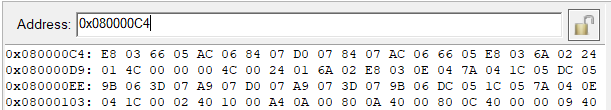 Address: 0x080000C4
0x080000C4: E8 03 66 05 AC 06 84 07 D0 07 84 07 AC 06 66 05 E8 03 6A 02 24
0x080000D9: 01 4C 00 00 00 4C 00 24 01 6A 02 E8 03 0E 04 7A 04 1C 05 DC 05
0x080000EE: 9B 06 3D 07 A9 07 D0 07 A9 07 3D 07 9B 06 DC 05 1C 05 7A 04 0E
0x08000103: 04 1C 00 02 40 10 00 A4 0A 00 80 0A 40 00 80 0C 40 00 00 09 40